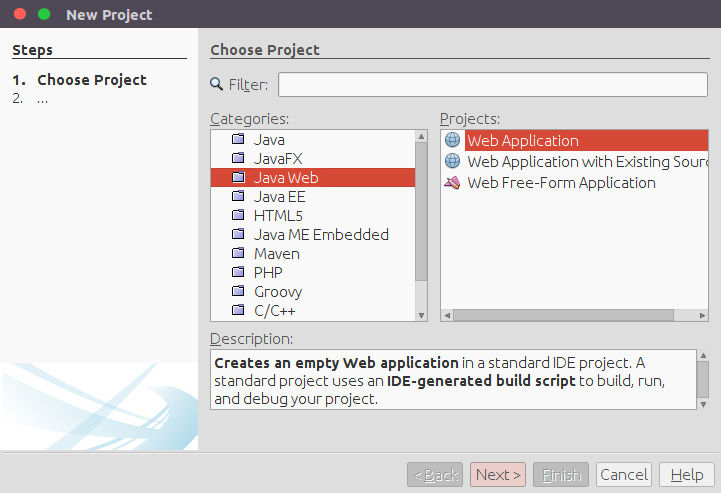 New Project
Steps
1. Choose Project
2. ...
Choose Project
Filter:
Categories:
Java
JavaFX
Java Web
Java EE
HTML5
Java ME Embedded
Maven
PHP
Groovy
C/C++
Projects:
Web Application
Web Application with Existing Sourc
Web Free-Form Application
Description:
Creates an empty Web application in a standard IDE project. A
standard project uses an IDE-generated build script to build, run,
and debug your project.
< Back
Next >
Finish
Cancel
Help